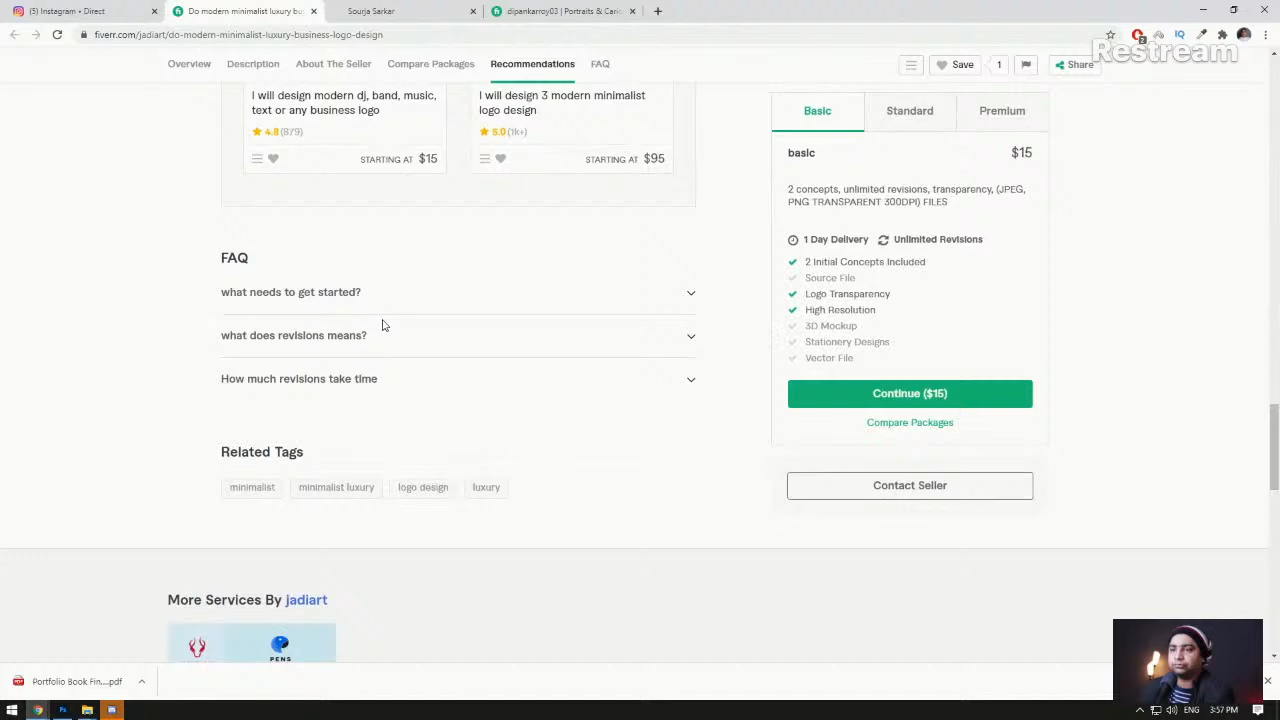 (5) Instagram • Direct
Do modern minimalist luxury bus
Sourja Sarkar
dipankarroy03 | Portraits & Caric
fiverr.com/jadiart/do-modern-minimalist-luxury-business-logo-design
IQ
2
Restream
Overview
Description
About The Seller
Compare Packages
Recommendations
FAQ
Save
1
Share
I will design modern dj, band, music,
text or any business logo
4.8 (879)
STARTING AT $15
I will design 3 modern minimalist
logo design
5.0 (1k+)
STARTING AT $95
Basic
Standard
Premium
basic
$15
2 concepts, unlimited revisions, transparency, (JPEG,
PNG TRANSPARENT 300DPI) FILES
1 Day Delivery
Unlimited Revisions
2 Initial Concepts Included
Source File
Logo Transparency
High Resolution
3D Mockup
Stationery Designs
Vector File
Continue ($15)
Compare Packages
Contact Seller
FAQ
what needs to get started?
what does revisions means?
How much revisions take time
Related Tags
minimalist
minimalist luxury
logo design
luxury
More Services By jadiart
PENS
Portfolio Book Fin....pdf
ENG
3:57 PM